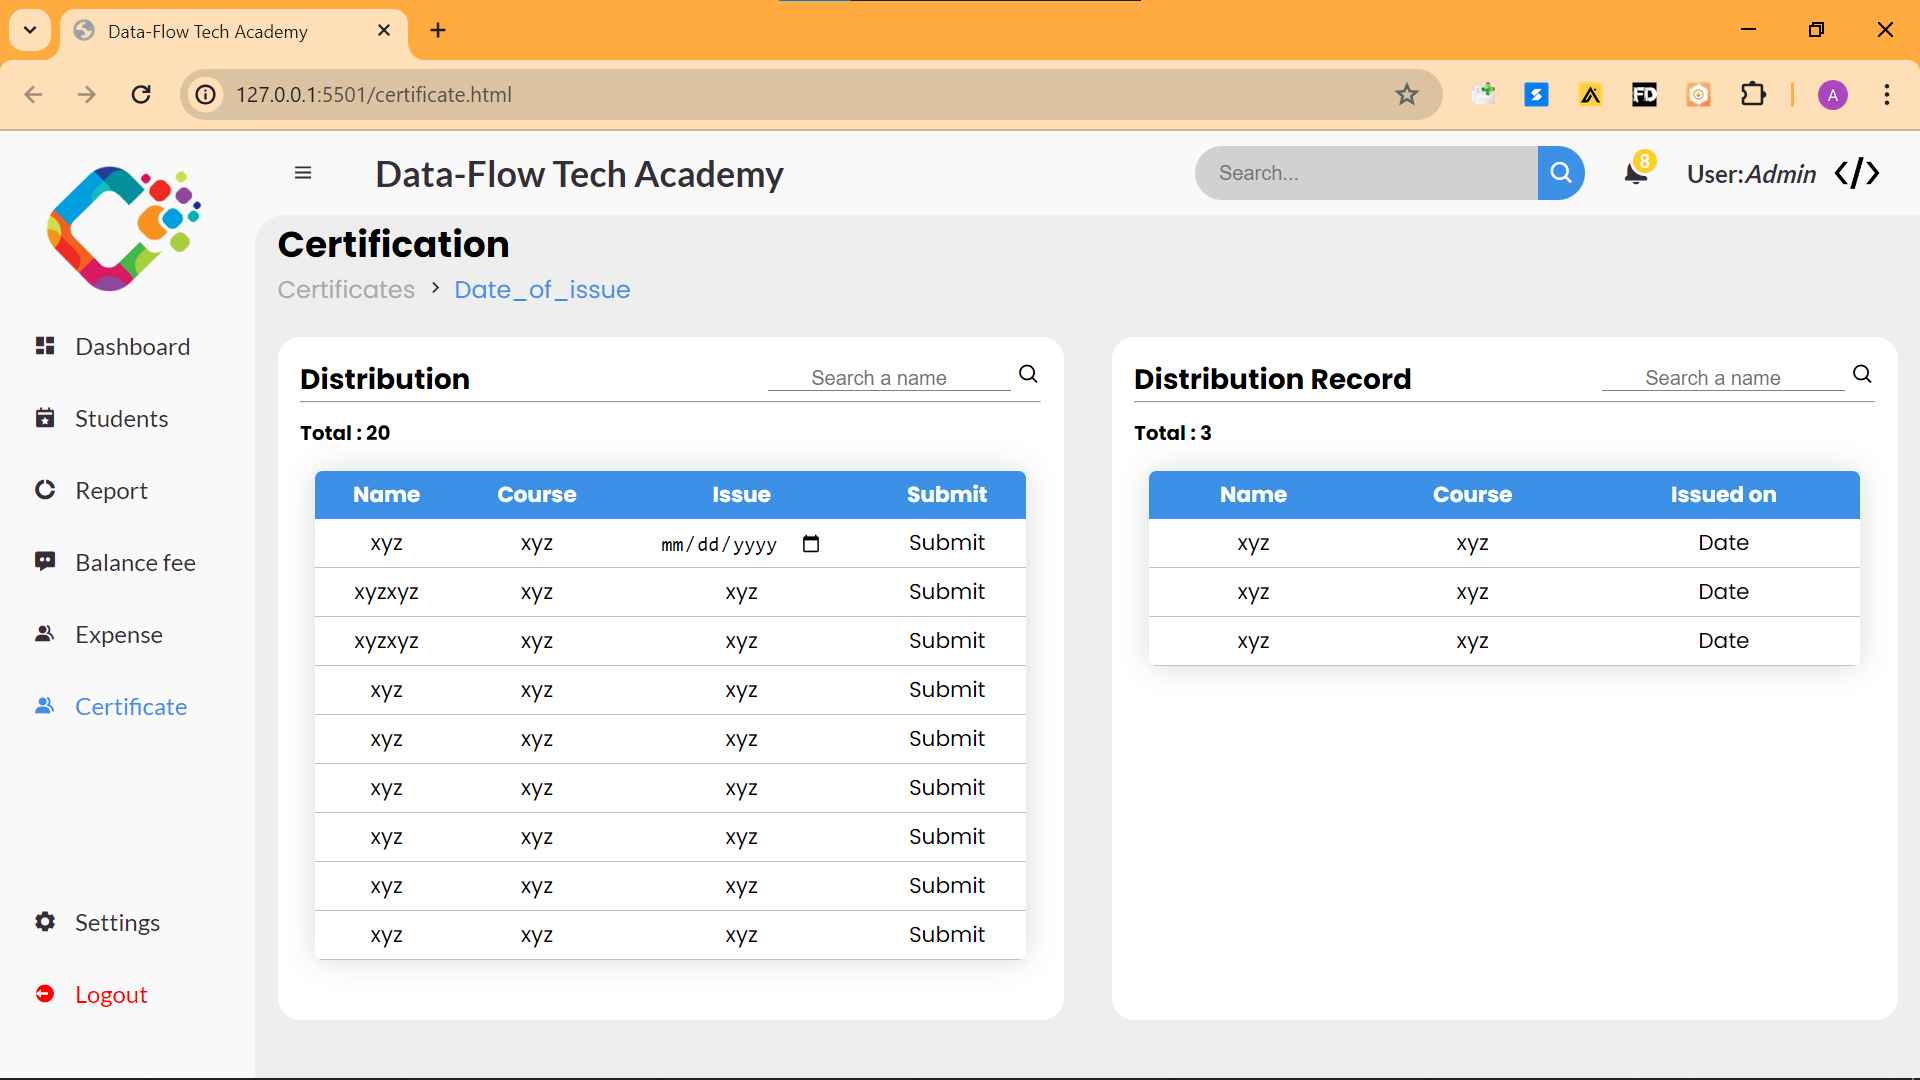 Data-Flow Tech Academy
127.0.0.1:5501/certificate.html
FD
A
Data-Flow Tech Academy
Search...
8
User:Admin
Certification
Certificates > Date_of_issue
Dashboard
Students
Report
Balance fee
Expense
Certificate
Settings
Logout
Distribution
Search a name
Total : 20
Name Course Issue Submit
xyz xyz mm/dd/yyyy Submit
xyzxyz xyz xyz Submit
xyzxyz xyz xyz Submit
xyz xyz xyz Submit
xyz xyz xyz Submit
xyz xyz xyz Submit
xyz xyz xyz Submit
xyz xyz xyz Submit
xyz xyz xyz Submit
Distribution Record
Search a name
Total : 3
Name Course Issued on
xyz xyz Date
xyz xyz Date
xyz xyz Date